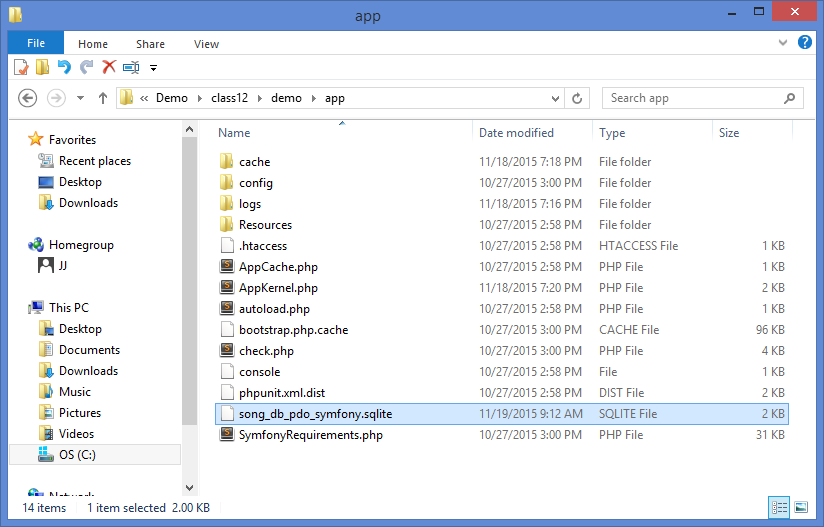 app
File Home Share View
« Demo class12 demo app Search app
Name Date modified Type Size
Favorites
Recent places
Desktop
Downloads
Homegroup
JJ
This PC
Desktop
Documents
Downloads
Music
Pictures
Videos
OS (C:)
Network
cache 11/18/2015 7:18 PM File folder
config 10/27/2015 3:00 PM File folder
logs 11/18/2015 7:16 PM File folder
Resources 10/27/2015 2:58 PM File folder
.htaccess 10/27/2015 2:58 PM HTACCESS File 1 KB
AppCache.php 10/27/2015 2:58 PM PHP File 1 KB
AppKernel.php 11/18/2015 7:20 PM PHP File 2 KB
autoload.php 10/27/2015 2:58 PM PHP File 1 KB
bootstrap.php.cache 10/27/2015 3:00 PM CACHE File 96 KB
check.php 10/27/2015 3:00 PM PHP File 4 KB
console 10/27/2015 2:58 PM File 1 KB
phpunit.xml.dist 10/27/2015 2:58 PM DIST File 2 KB
song_db_pdo_symfony.sqlite 11/19/2015 9:12 AM SQLITE File 2 KB
SymfonyRequirements.php 10/27/2015 3:00 PM PHP File 31 KB
14 items 1 item selected 2.00 KB